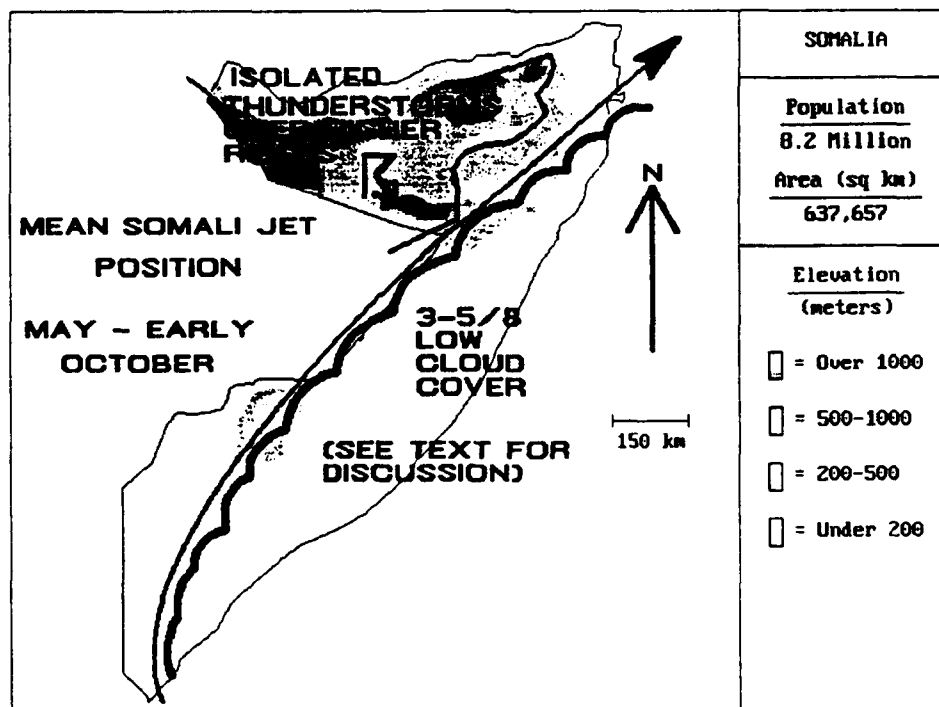 ISOLATED
THUNDERSTORMS
MEAN SOMALI JET
POSITION
MAY - EARLY
OCTOBER
3-5/8
LOW
CLOUD
COVER
(SEE TEXT FOR
DISCUSSION)
N
150 km
SOMALIA
Population
8.2 Million
Area (sq km)
637,657
Elevation
(meters)
= Over 1000
= 500-1000
= 200-500
= Under 200